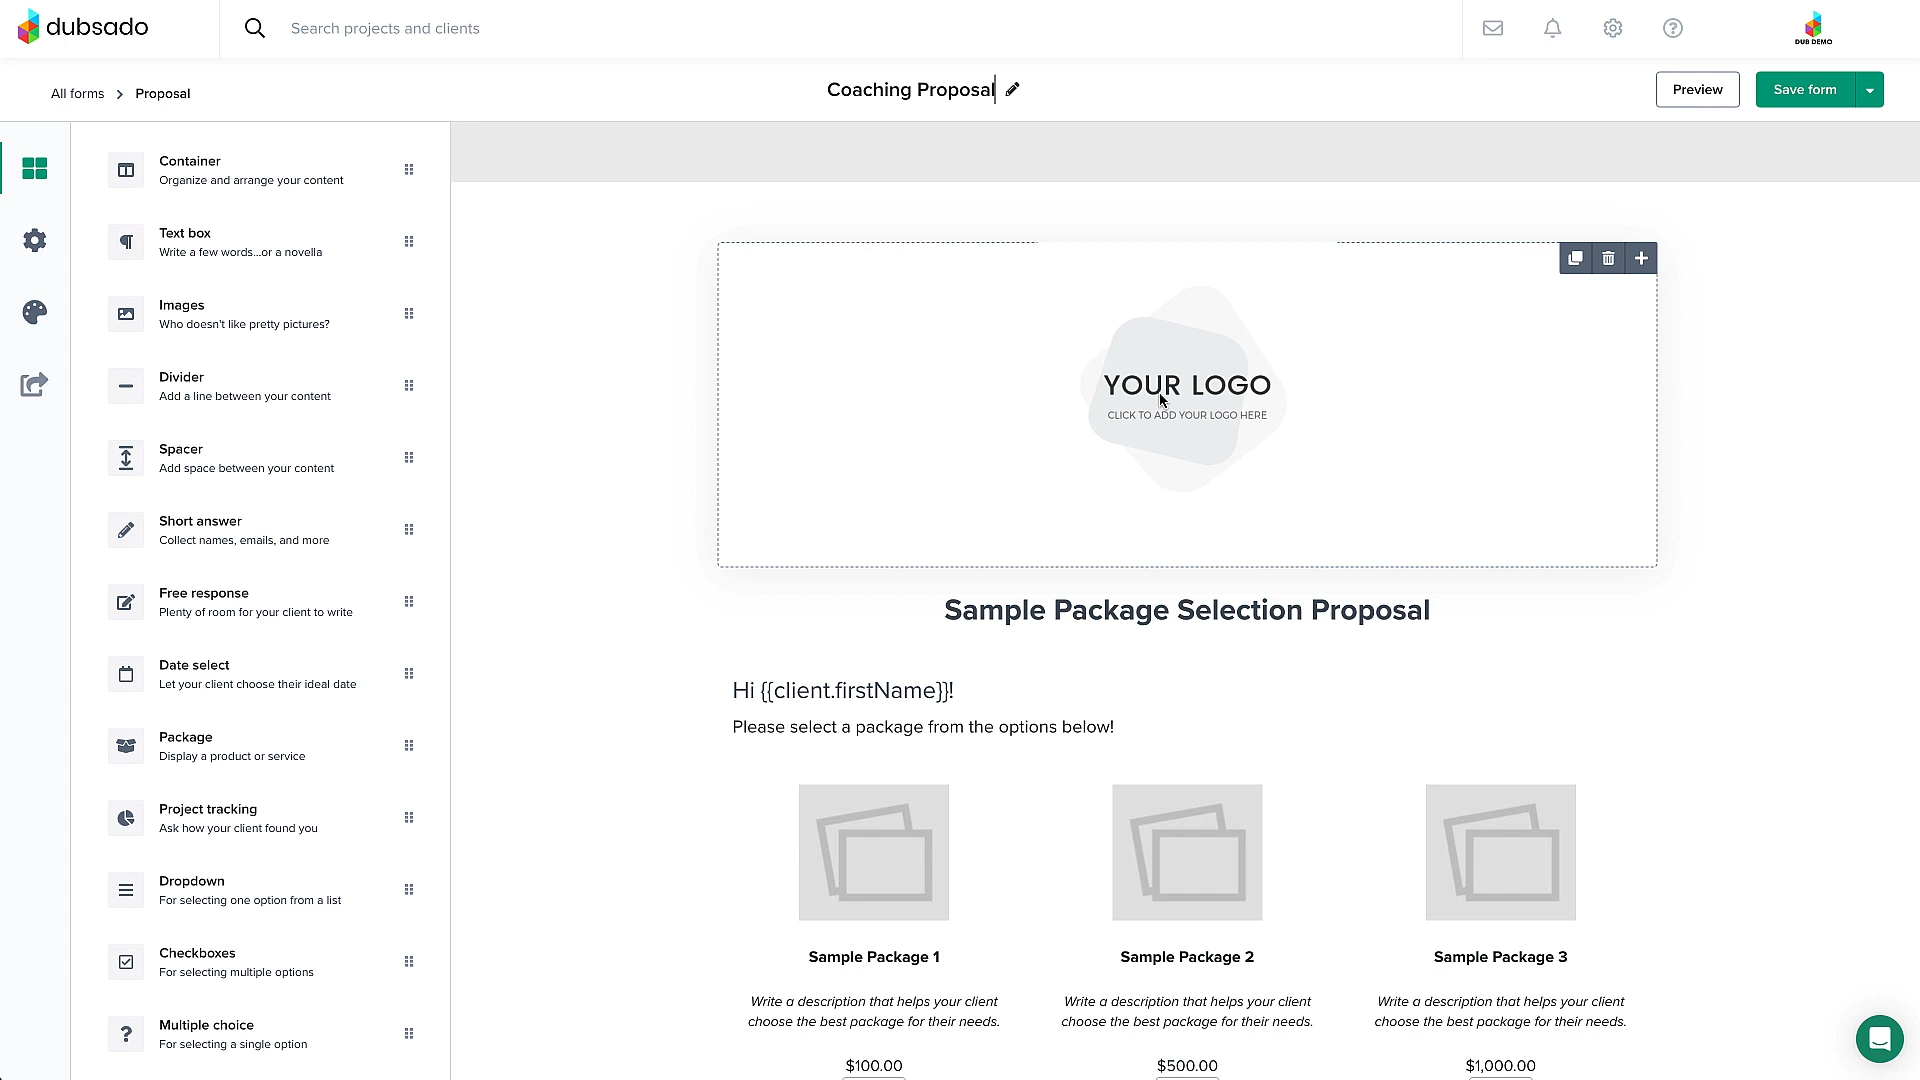 dubsado
Search projects and clients
DUB DEMO
All forms > Proposal
Coaching Proposal
Preview
Save form
Container
Organize and arrange your content
Text box
Write a few words...or a novella
Images
Who doesn't like pretty pictures?
Divider
Add a line between your content
Spacer
Add space between your content
Short answer
Collect names, emails, and more
Free response
Plenty of room for your client to write
Date select
Let your client choose their ideal date
Package
Display a product or service
Project tracking
Ask how your client found you
Dropdown
For selecting one option from a list
Checkboxes
For selecting multiple options
Multiple choice
For selecting a single option
YOUR LOGO
CLICK TO ADD YOUR LOGO HERE
Sample Package Selection Proposal
Hi {{client.firstName}}!
Please select a package from the options below!
Sample Package 1
Write a description that helps your client
choose the best package for their needs.
$100.00
Sample Package 2
Write a description that helps your client
choose the best package for their needs.
$500.00
Sample Package 3
Write a description that helps your client
choose the best package for their needs.
$1,000.00